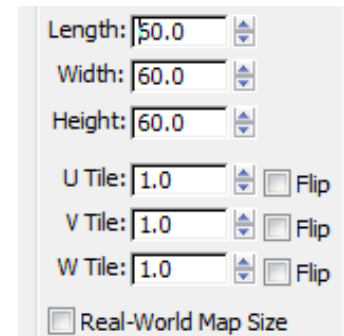 Length: 60.0
Width: 60.0
Height: 60.0
U Tile: 1.0 Flip
V Tile: 1.0 Flip
W Tile: 1.0 Flip
Real-World Map Size